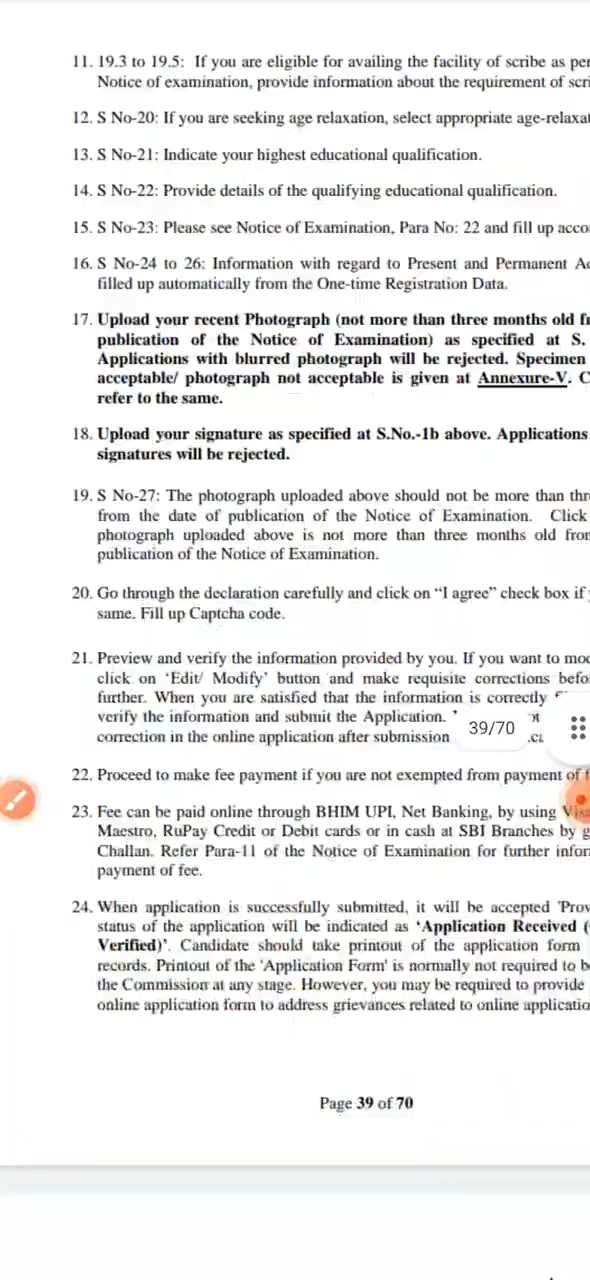 11. 19.3 to 19.5: If you are eligible for availing the facility of scribe as per
Notice of examination, provide information about the requirement of scri
12. S No-20: If you are seeking age relaxation, select appropriate age-relaxat
13. S No-21: Indicate your highest educational qualification.
14. S No-22: Provide details of the qualifying educational qualification.
15. S No-23: Please see Notice of Examination, Para No: 22 and fill up acco
16. S No-24 to 26: Information with regard to Present and Permanent Ad
filled up automatically from the One-time Registration Data.
17. Upload your recent Photograph (not more than three months old fr
publication of the Notice of Examination) as specified at S.
Applications with blurred photograph will be rejected. Specimen
acceptable/ photograph not acceptable is given at Annexure-V. C
refer to the same.
18. Upload your signature as specified at S.No.-1b above. Applications
signatures will be rejected.
19. S No-27: The photograph uploaded above should not be more than thre
from the date of publication of the Notice of Examination. Click
photograph uploaded above is not more than three months old from
publication of the Notice of Examination.
20. Go through the declaration carefully and click on “I agree” check box if
same. Fill up Captcha code.
21. Preview and verify the information provided by you. If you want to mod
click on ‘Edit/ Modify’ button and make requisite corrections befo
further. When you are satisfied that the information is correctly
verify the information and submit the Application.
39/70
correction in the online application after submission
22. Proceed to make fee payment if you are not exempted from payment of f
23. Fee can be paid online through BHIM UPI, Net Banking, by using Visa
Maestro, RuPay Credit or Debit cards or in cash at SBI Branches by g
Challan. Refer Para-11 of the Notice of Examination for further infor
payment of fee.
24. When application is successfully submitted, it will be accepted 'Prov
status of the application will be indicated as ‘Application Received (
Verified)’. Candidate should take printout of the application form
records. Printout of the 'Application Form' is normally not required to b
the Commission at any stage. However, you may be required to provide
online application form to address grievances related to online applicatio
Page 39 of 70